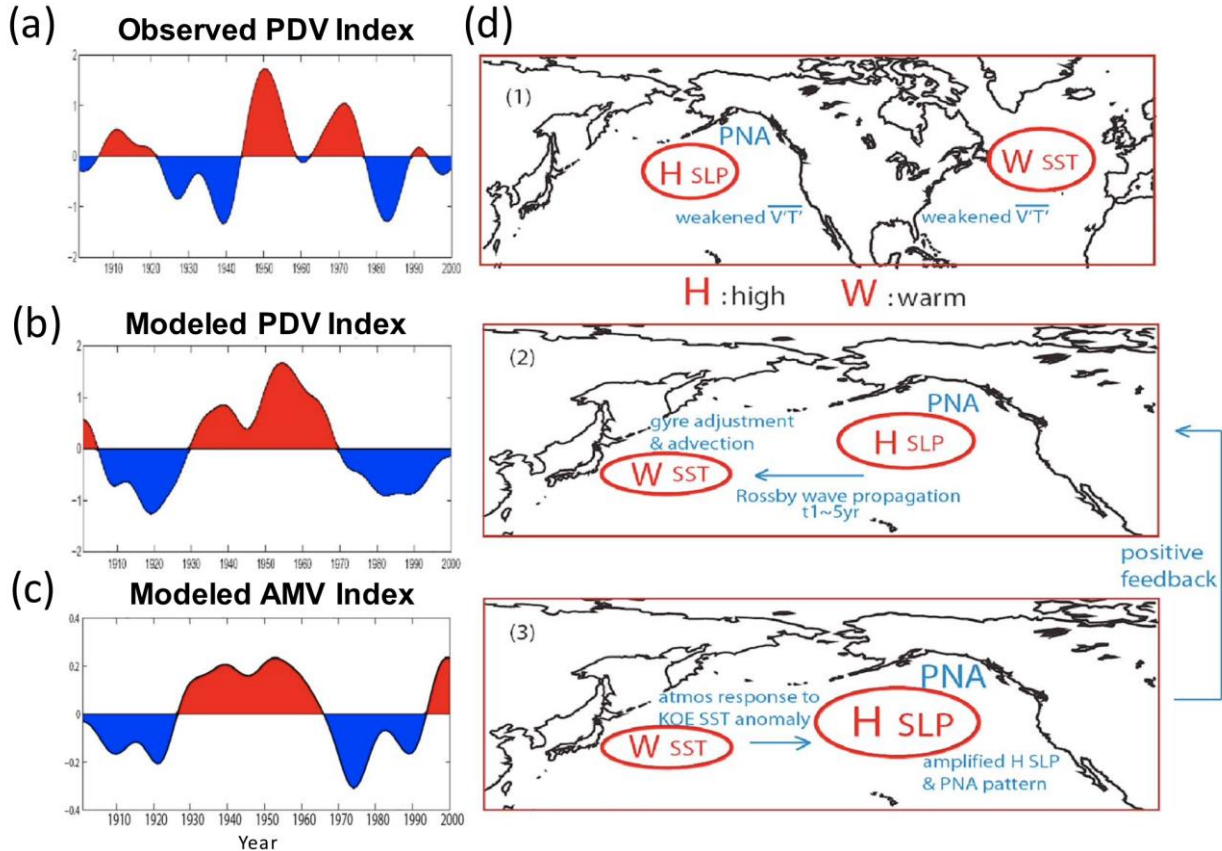 (a)
Observed PDV Index
2
1
0
−1
−2
1910 1920 1930 1940 1950 1960 1970 1980 1990 2000
(b)
Modeled PDV Index
2
1
0
−1
−2
1910 1920 1930 1940 1950 1960 1970 1980 1990 2000
(c)
Modeled AMV Index
0.4
0.2
0
−0.2
−0.4
1910 1920 1930 1940 1950 1960 1970 1980 1990 2000
Year
(d)
(1)
PNA
H SLP
W SST
weakened V'T'
weakened V'T'
H :high W :warm
(2)
PNA
gyre adjustment
& advection
H SLP
W SST
Rossby wave propagation
t1~5yr
positive
feedback
(3)
PNA
atmos response to
KOE SST anomaly
H SLP
W SST
amplified H SLP
& PNA pattern